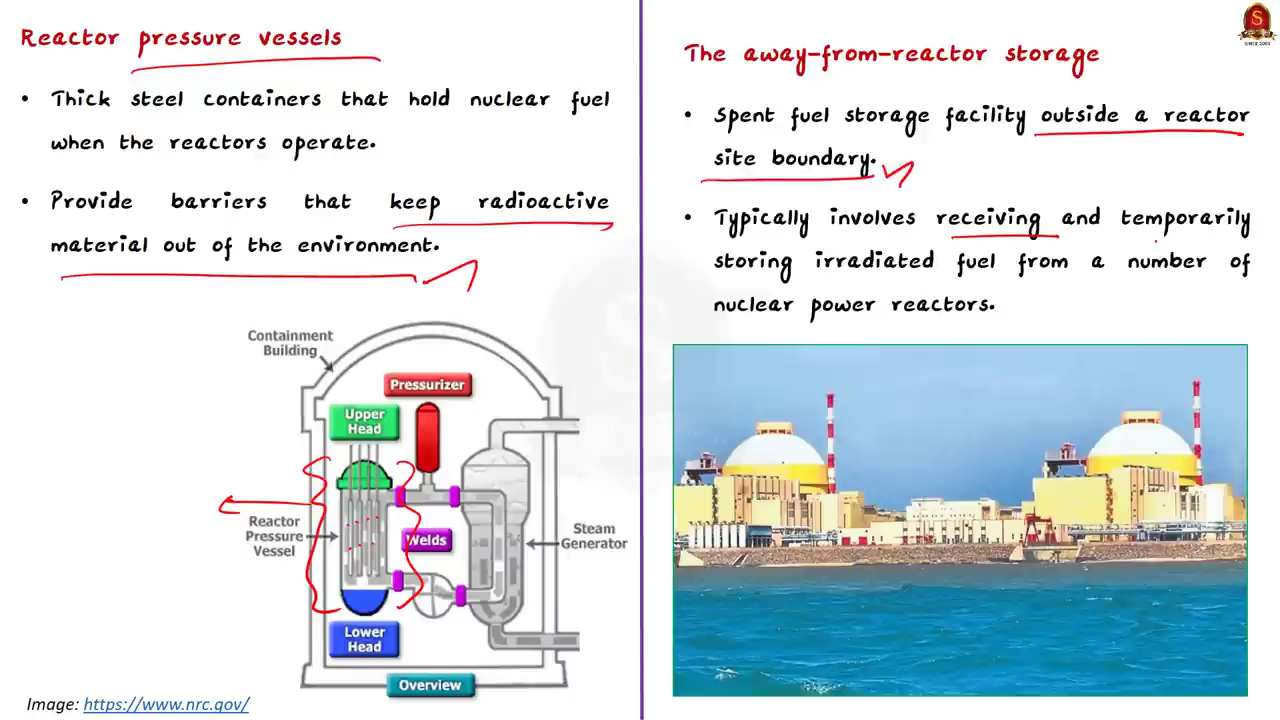 Reactor pressure vessels
• Thick steel containers that hold nuclear fuel
when the reactors operate.
• Provide barriers that keep radioactive
material out of the environment.
Containment
Building
Pressurizer
Upper
Head
Reactor
Pressure
Vessel
Welds
Steam
Generator
Lower
Head
Overview
Image: https://www.nrc.gov/
The away-from-reactor storage
• Spent fuel storage facility outside a reactor
site boundary.
• Typically involves receiving and temporarily
storing irradiated fuel from a number of
nuclear power reactors.
S
SINCE 2004